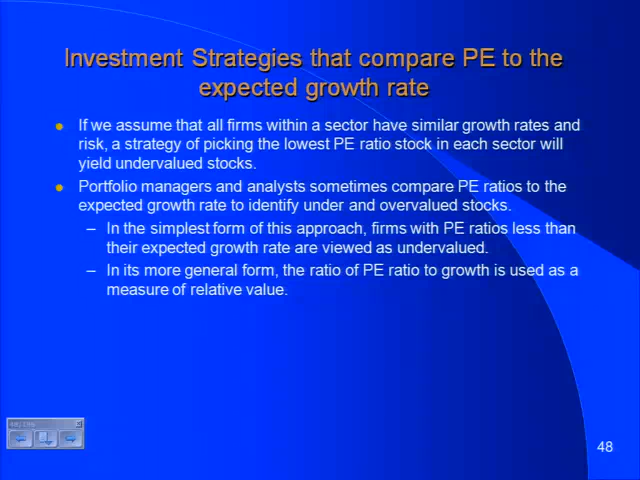 Investment Strategies that compare PE to the
expected growth rate
● If we assume that all firms within a sector have similar growth rates and
risk, a strategy of picking the lowest PE ratio stock in each sector will
yield undervalued stocks.
● Portfolio managers and analysts sometimes compare PE ratios to the
expected growth rate to identify under and overvalued stocks.
– In the simplest form of this approach, firms with PE ratios less than
their expected growth rate are viewed as undervalued.
– In its more general form, the ratio of PE ratio to growth is used as a
measure of relative value.
48